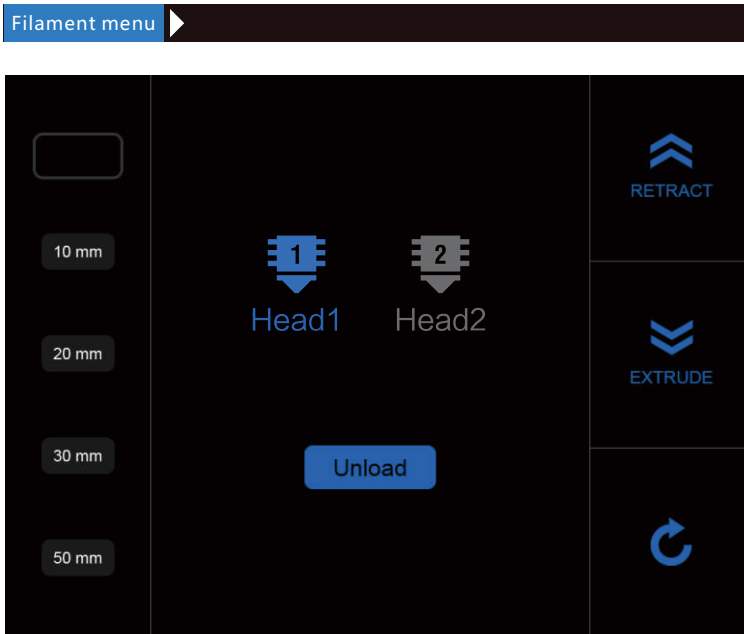 Filament menu
10 mm
20 mm
30 mm
50 mm
1
2
Head1
Head2
Unload
RETRACT
EXTRUDE